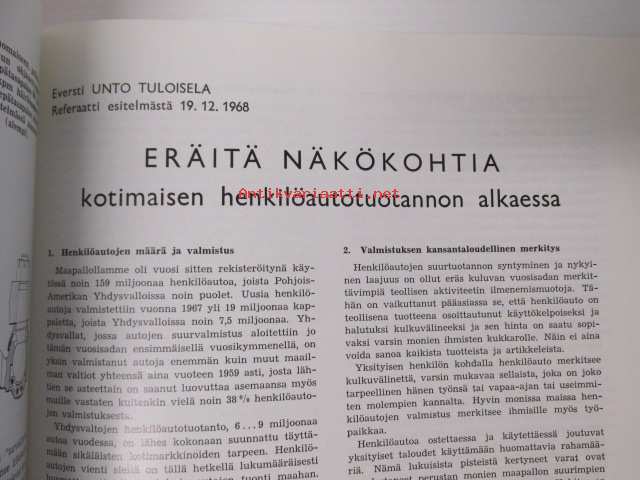 Eversti UNTO TULOISELA
Referaatti esitelmästä 19. 12. 1968
ERÄITÄ NÄKÖKOHTIA
kotimaisen henkilöautotuotannon alkaessa
Antikvariaatti.net
1. Henkilöautojen määrä ja valmistus
Maapallollamme oli vuosi sitten rekisteröitynä käy-
tössä noin 159 miljoonaa henkilöautoa, joista Pohjois-
Amerikan Yhdysvalloissa noin puolet. Uusia henkilö-
autoja valmistettiin vuonna 1967 yli 19 miljoonaa kap-
paletta, joista Yhdysvalloissa noin 7,5 miljoonaa. Yh-
dysvallat, jossa autojen suurvalmistus aloitettiin jo
tämän vuosisadan ensimmäisellä vuosikymmenellä, on
yksin valmistanut autoja enemmän kuin muut maail-
man valtiot yhteensä aina vuoteen 1959 asti, josta läh-
tien se asteettain on saanut luovuttaa asemaansa myös
muille vastaten kuitenkin vielä noin 38 % henkilöauto-
jen valmistuksesta.
Yhdysvaltojen henkilöautotuotanto, 6 . . . 9 miljoonaa
autoa vuodessa, on lähes kokonaan suunnattu täyttä-
mään sikäläisten kotimarkkinoiden tarpeen. Henkilö-
autojen vienti sieltä on tällä hetkellä lukumääräisesti
autojen tuonti maahan.
2. Valmistuksen kansantaloudellinen merkitys
Henkilöautojen suurtuotannon syntyminen ja nykyi-
nen laajuus on ollut eräs kuluvan vuosisadan merkit-
tävimpiä teollisen aktiviteetin ilmenemismuotoja. Tä-
hän on vaikuttanut pääasiassa se, että henkilöauto on
teollisena tuotteena osoittautunut käyttökelpoiseksi ja
halutuksi kulkuvälineeksi ja sen hinta on saatu sopi-
vaksi varsin monien ihmisten kukkarolle. Näin ei aina
voida sanoa kaikista tuotteista ja artikkeleista.
Yksityisen henkilön kohdalla henkilöauto merkitsee
kulkuvälinettä, varsin mukavaa sellaista, joka on joko
tarpeellinen hänen työnsä tai vapaa-ajan tai useimmi-
ten molempien kannalta. Hyvin monissa maissa hen-
kilöautojen valmistus merkitsee ihmisille myös työ-
paikkaa.
Henkilöautoa ostettaessa ja käytettäessä joutuvat
yksityiset taloudet käyttämään huomattavia rahamää-
riä. Nämä lukuisista pisteistä kertyneet varat ovat
perustan monien maapallon suurimpien